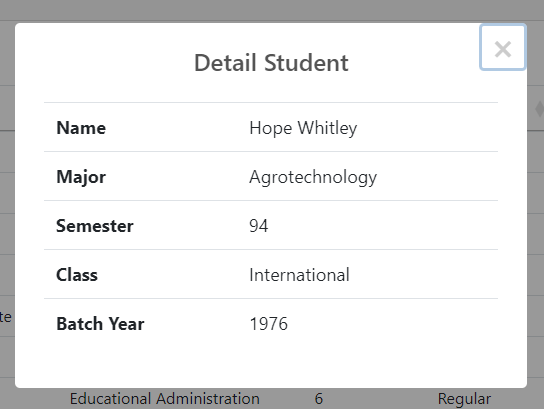 Detail Student
×
Name Hope Whitley
Major Agrotechnology
Semester 94
Class International
Batch Year 1976
te
Educational Administration 6 Regular